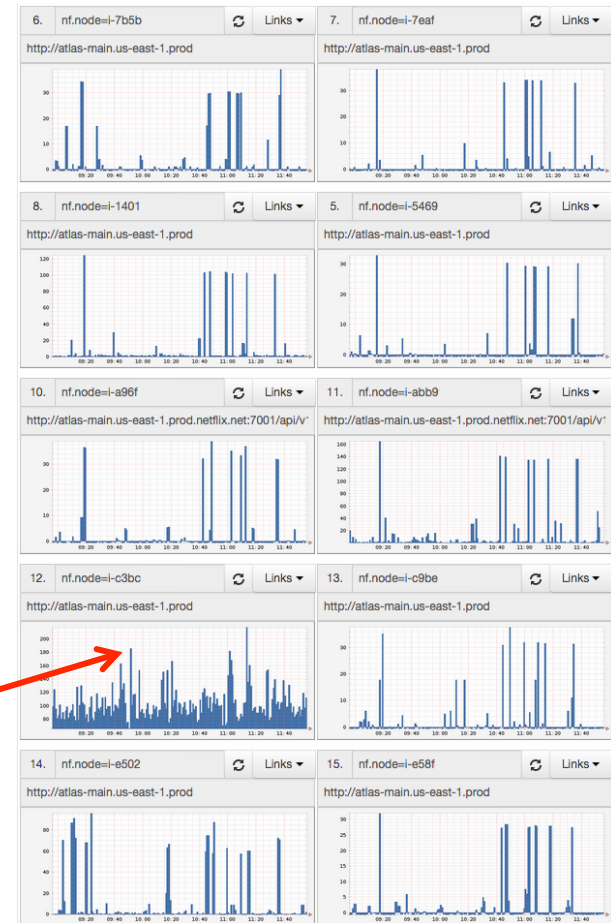 6. nf.node=i-7b5b Links
http://atlas-main.us-east-1.prod
30
20
10
0
09:20 09:40 10:00 10:20 10:40 11:00 11:20 11:40
7. nf.node=i-7eaf Links
http://atlas-main.us-east-1.prod
30
20
10
0
09:20 09:40 10:00 10:20 10:40 11:00 11:20 11:40
8. nf.node=i-1401 Links
http://atlas-main.us-east-1.prod
120
100
80
60
40
20
0
09:20 09:40 10:00 10:20 10:40 11:00 11:20 11:40
5. nf.node=i-5469 Links
http://atlas-main.us-east-1.prod
30
20
10
0
09:20 09:40 10:00 10:20 10:40 11:00 11:20 11:40
10. nf.node=i-a96f Links
http://atlas-main.us-east-1.prod.netflix.net:7001/api/v
30
20
10
0
09:20 09:40 10:00 10:20 10:40 11:00 11:20 11:40
11. nf.node=i-abb9 Links
http://atlas-main.us-east-1.prod.netflix.net:7001/api/v
160
140
120
100
80
60
40
20
09:20 09:40 10:00 10:20 10:40 11:00 11:20 11:40
12. nf.node=i-c3bc Links
http://atlas-main.us-east-1.prod
200
180
160
140
120
100
80
09:20 09:40 10:00 10:20 10:40 11:00 11:20 11:40
13. nf.node=i-c9be Links
http://atlas-main.us-east-1.prod
30
20
10
0
09:20 09:40 10:00 10:20 10:40 11:00 11:20 11:40
14. nf.node=i-e502 Links
http://atlas-main.us-east-1.prod
80
60
40
20
0
09:20 09:40 10:00 10:20 10:40 11:00 11:20 11:40
15. nf.node=i-e58f Links
http://atlas-main.us-east-1.prod
30
25
20
15
10
5
0
09:20 09:40 10:00 10:20 10:40 11:00 11:20 11:40